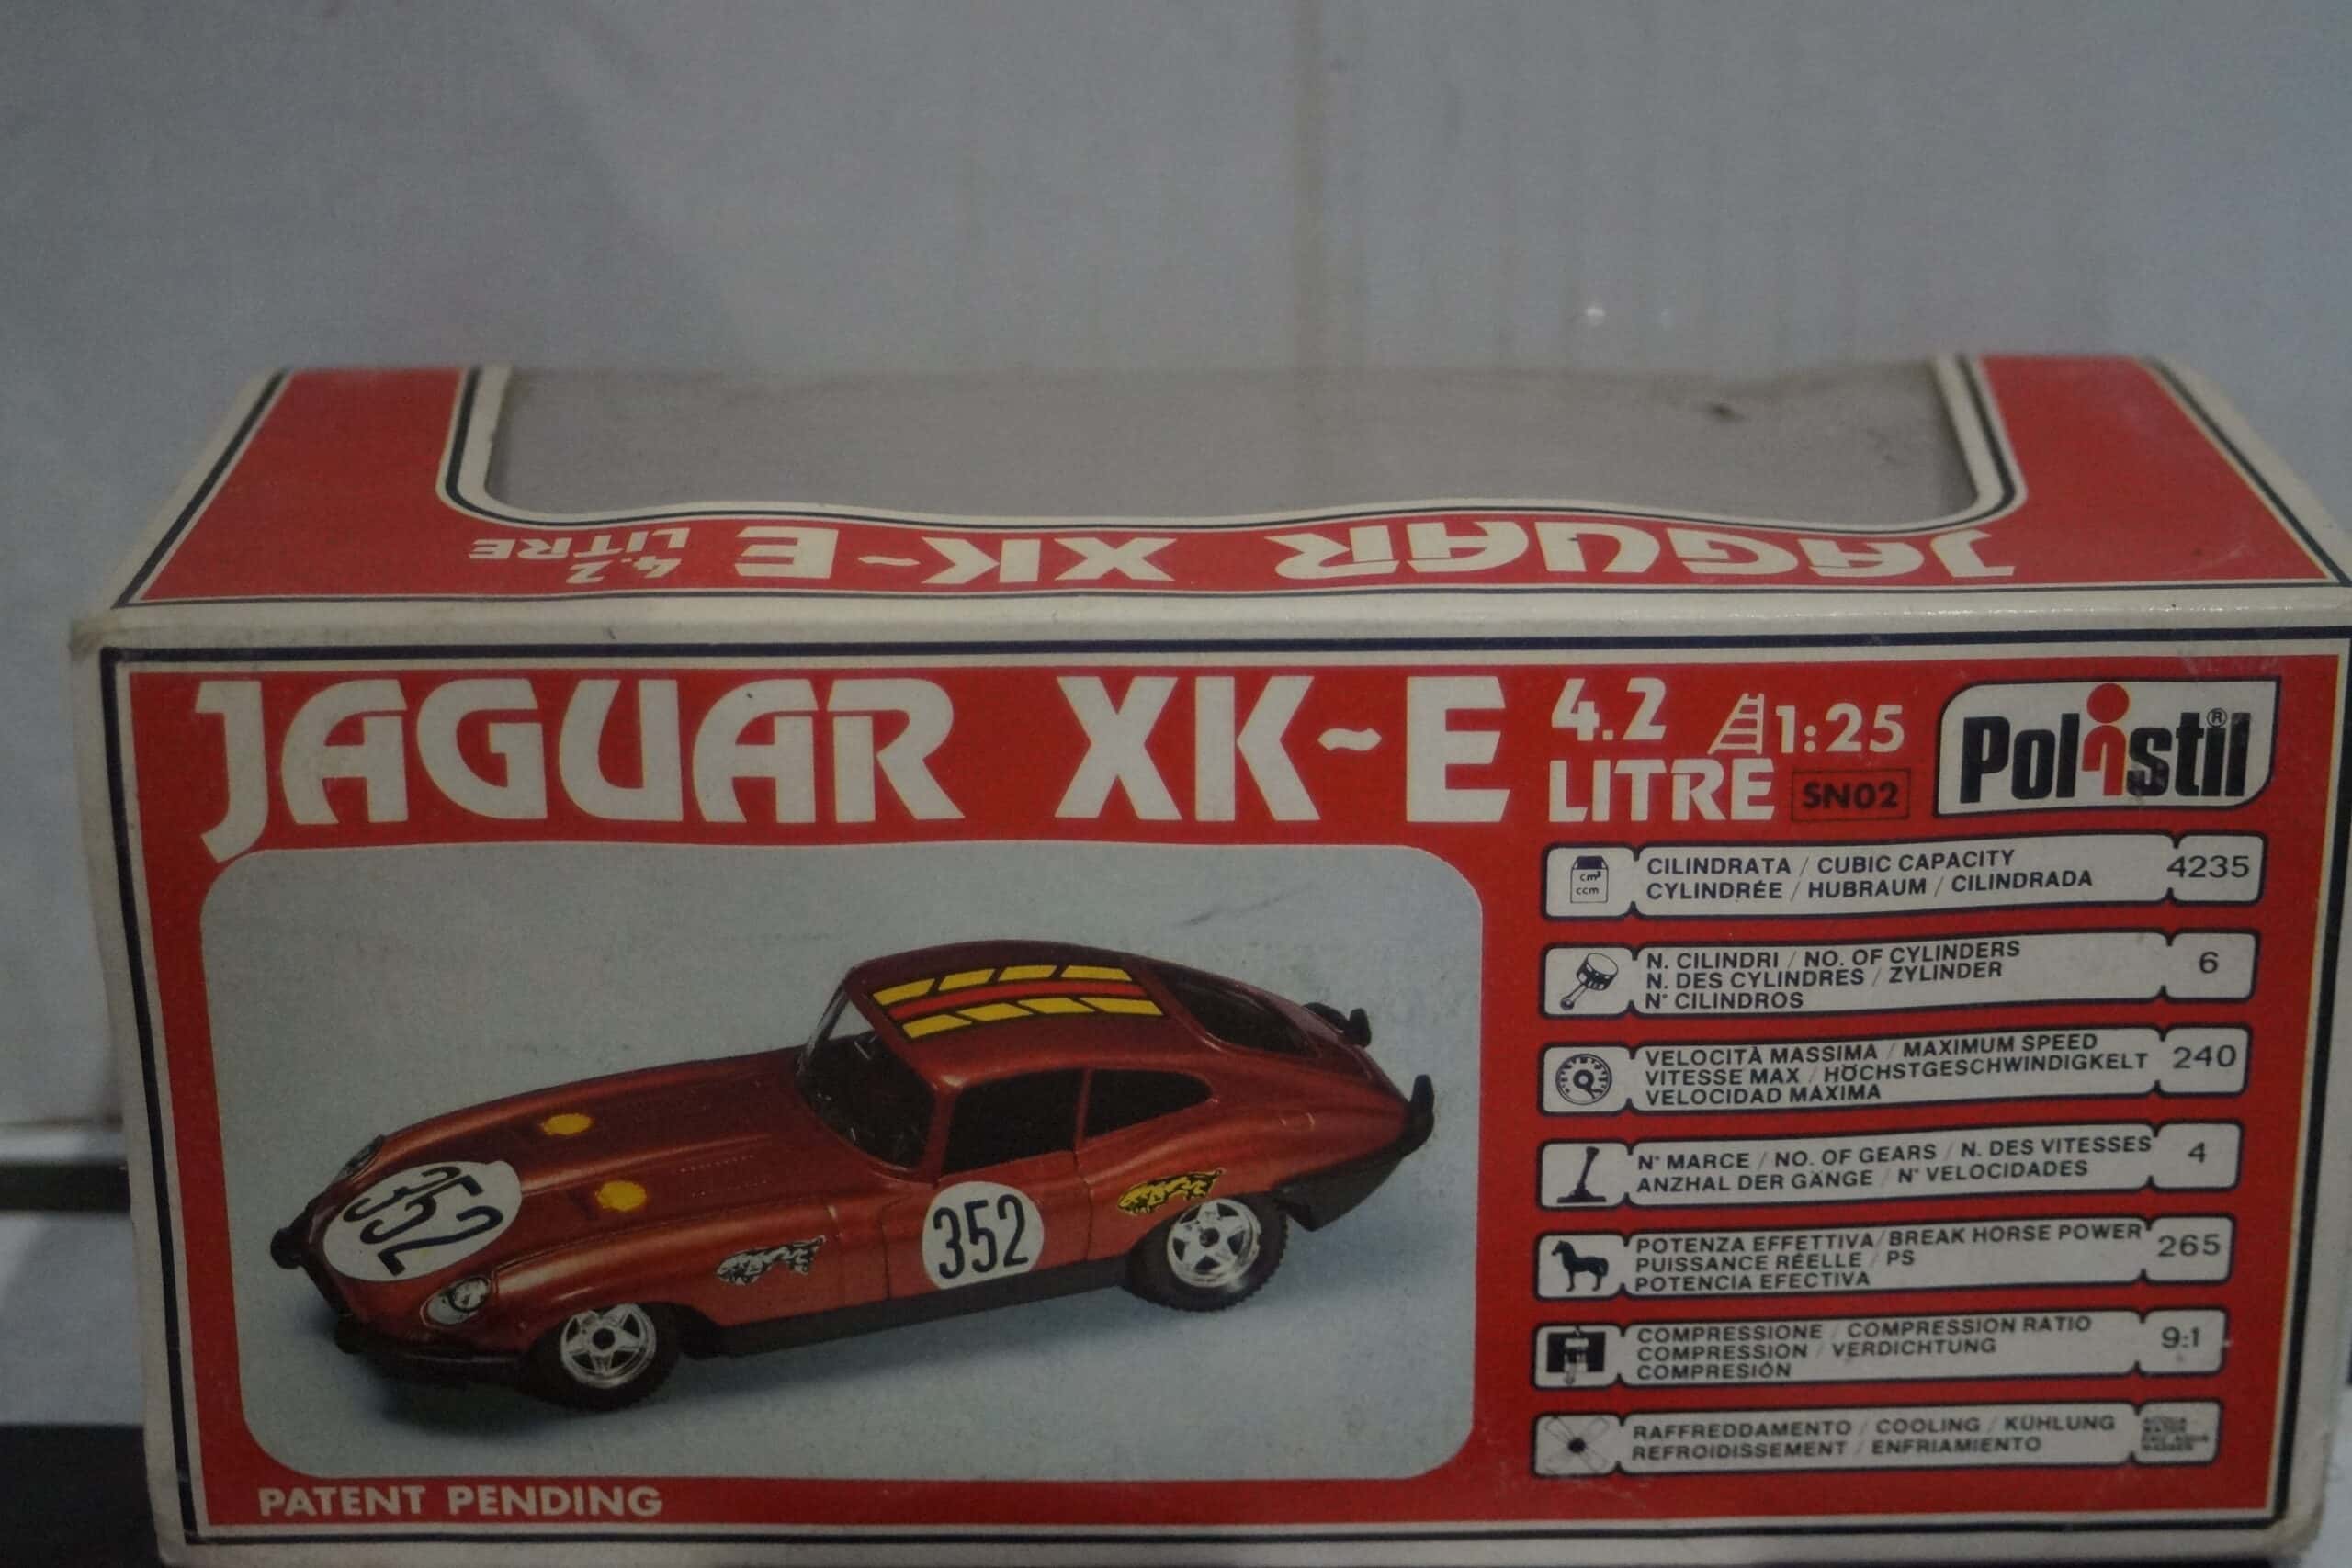 JAGUAR XK-E 4.2
LITRE
JAGUAR XK~E 4.2
LITRE
1:25
SN02
Polistil®
cm³
ccm
CILINDRATA / CUBIC CAPACITY
CYLINDRÉE / HUBRAUM / CILINDRADA
4235
N. CILINDRI / NO. OF CYLINDERS
N. DES CYLINDRES / ZYLINDER
N° CILINDROS
6
VELOCITÀ MASSIMA / MAXIMUM SPEED
VITESSE MAX / HÖCHSTGESCHWINDIGKELT
VELOCIDAD MAXIMA
240
N° MARCE / NO. OF GEARS / N. DES VITESSES
ANZHAL DER GÄNGE / N° VELOCIDADES
4
POTENZA EFFETTIVA/BREAK HORSE POWER
PUISSANCE RÉELLE / PS
POTENCIA EFECTIVA
265
COMPRESSIONE / COMPRESSION RATIO
COMPRESSION / VERDICHTUNG
COMPRESIÓN
9:1
RAFFREDDAMENTO / COOLING / KÜHLUNG
REFROIDISSEMENT / ENFRIAMIENTO
352
352
PATENT PENDING